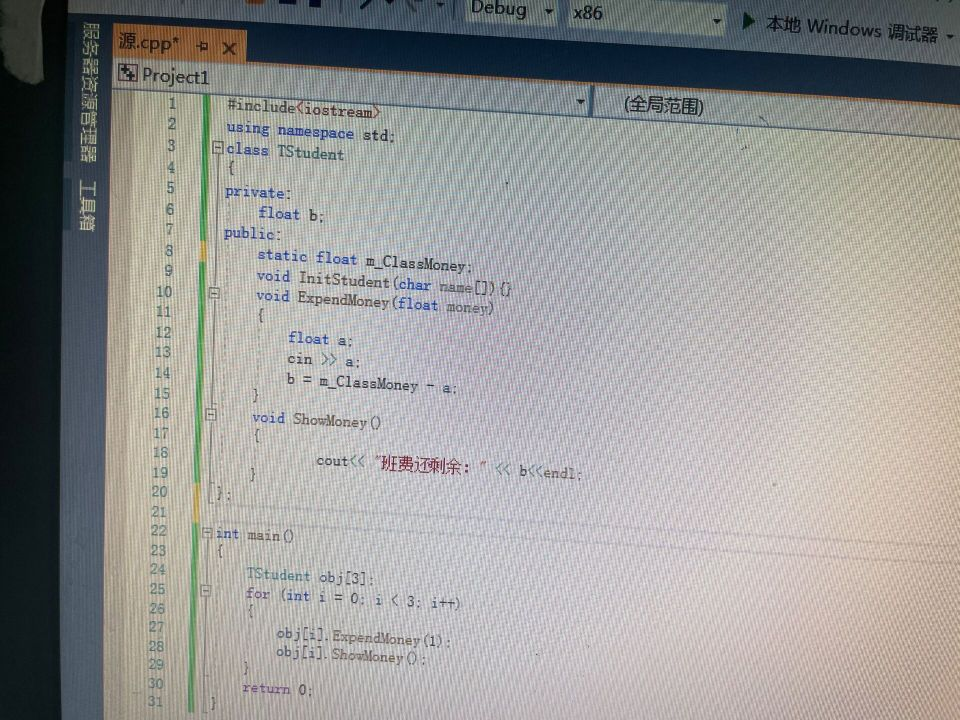 Debug
x86
本地 Windows 调试器
源.cpp*
Project1
(全局范围)
服务器资源管理器
工具箱
1 #include<iostream>
2 using namespace std;
3 class TStudent
4 {
5 private:
6 float b;
7 public:
8 static float m_ClassMoney;
9 void InitStudent(char name[]){}
10 void ExpendMoney(float money)
11 {
12 float a;
13 cin >> a;
14 b = m_ClassMoney - a;
15 }
16 void ShowMoney()
17 {
18 cout<< "班费还剩余：" << b<<endl;
19 }
20 };
21
22 int main()
23 {
24 TStudent obj[3];
25 for (int i = 0; i < 3; i++)
26 {
27 obj[i].ExpendMoney(1);
28 obj[i].ShowMoney();
29 }
30 return 0;
31 }